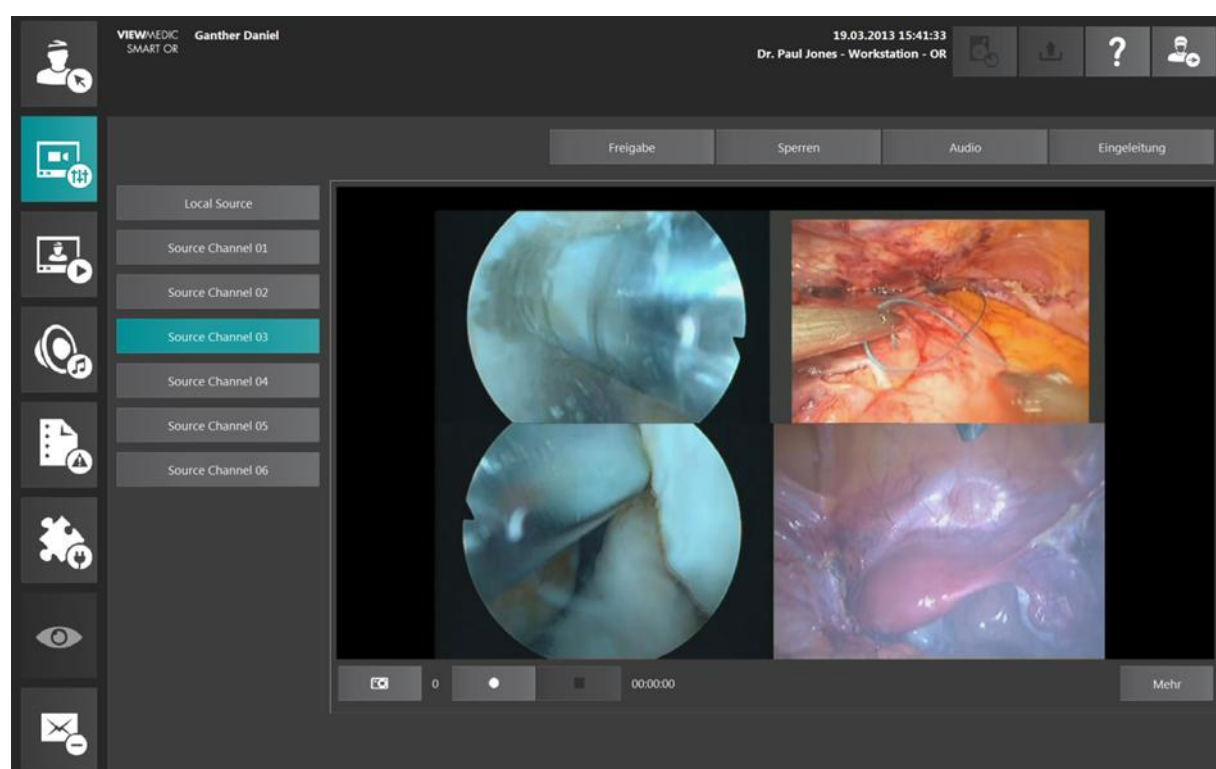 VIEWMEDIC
SMART OR
Ganther Daniel
19.03.2013 15:41:33
Dr. Paul Jones - Workstation - OR
?
Freigabe
Sperren
Audio
Eingeleitung
Local Source
Source Channel 01
Source Channel 02
Source Channel 03
Source Channel 04
Source Channel 05
Source Channel 06
0
00:00:00
Mehr